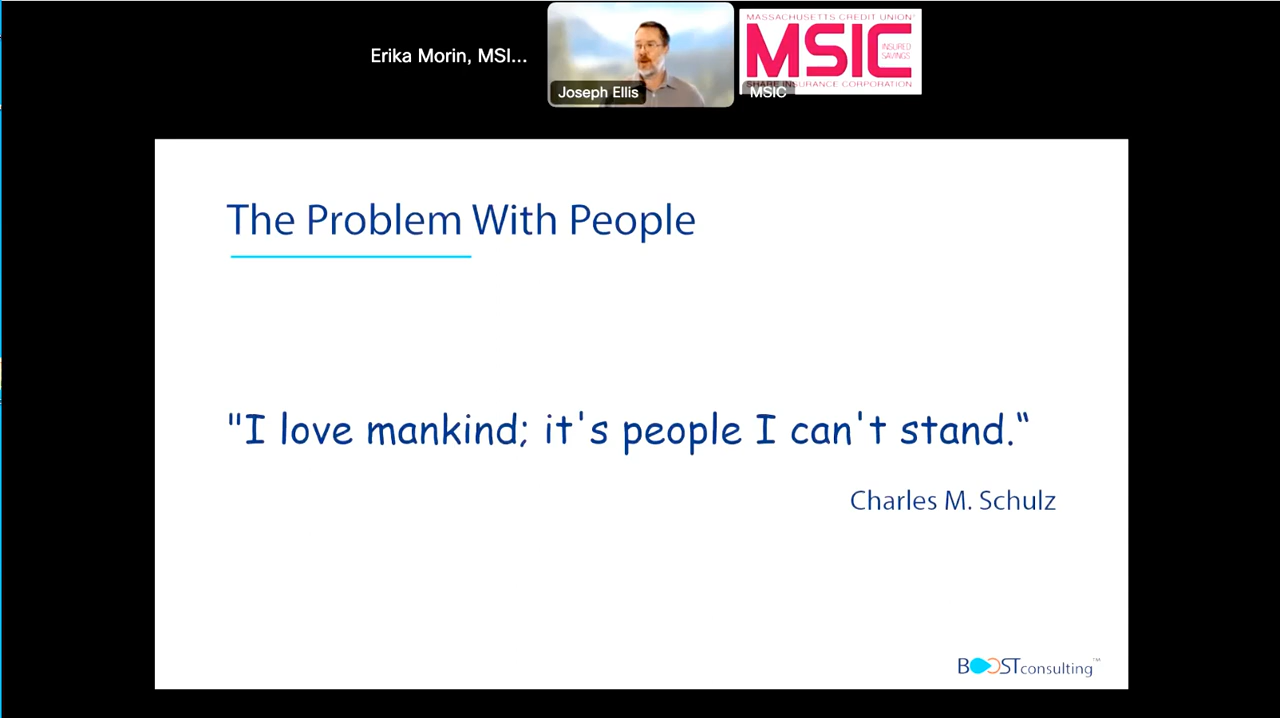 Erika Morin, MSI...
Joseph Ellis
MASSACHUSETTS CREDIT UNION
MSIC
INSURED
SAVINGS
SHARE INSURANCE CORPORATION
MSIC
The Problem With People
"I love mankind; it's people I can't stand.“
Charles M. Schulz
BOOSTconsulting™